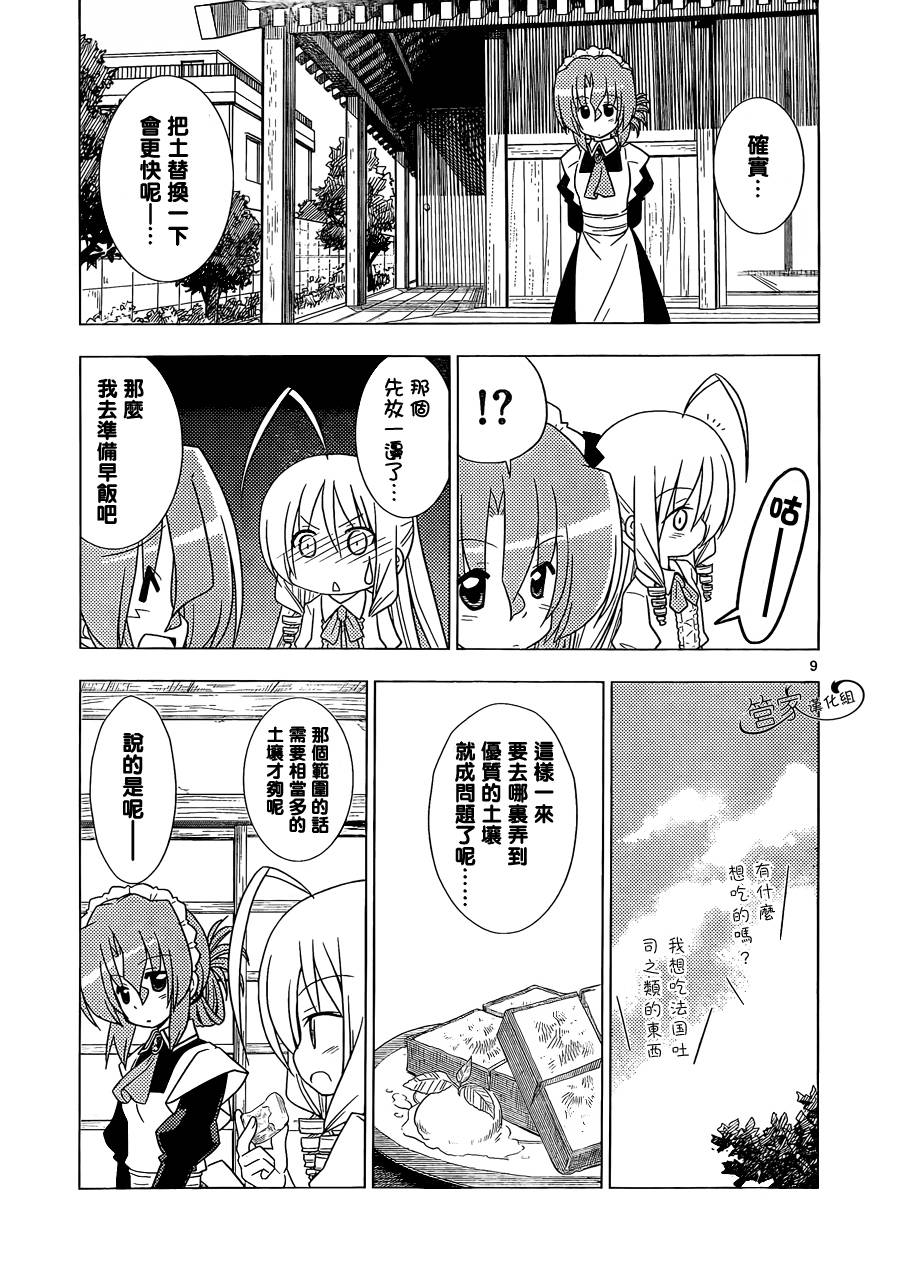 確實…
把土替換一下
會更快呢──……
咕──
!?
那個
先放一邊了…
那麼
我去準備早飯吧
9
管家漢化組
有什麼
想吃的嗎？
我想吃法国吐
司之類的東西
這樣一來
要去哪裏弄到
優質的土壤
就成問題了呢……
那個範圍的話
需要相當多的
土壤才夠呢
說的是呢──